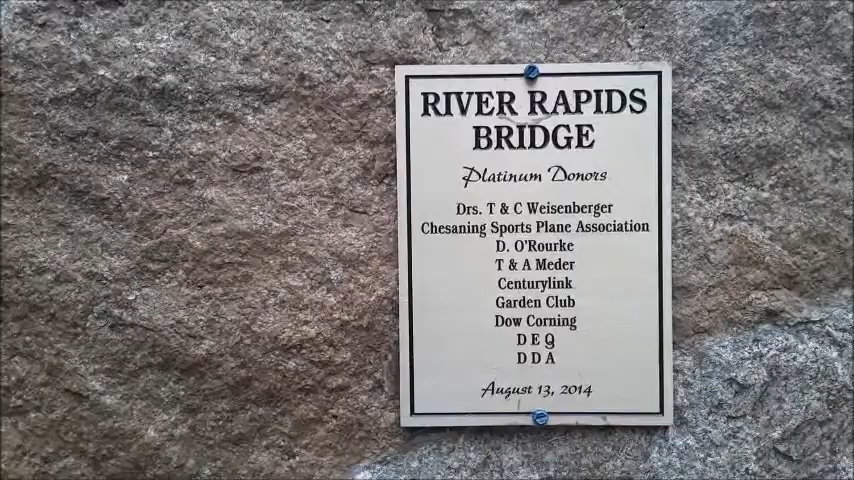 RIVER RAPIDS
BRIDGE
Platinum Donors
Drs. T & C Weisenberger
Chesaning Sports Plane Association
D. O'Rourke
T & A Meder
Centurylink
Garden Club
Dow Corning
D E Q
D D A
August 13, 2014